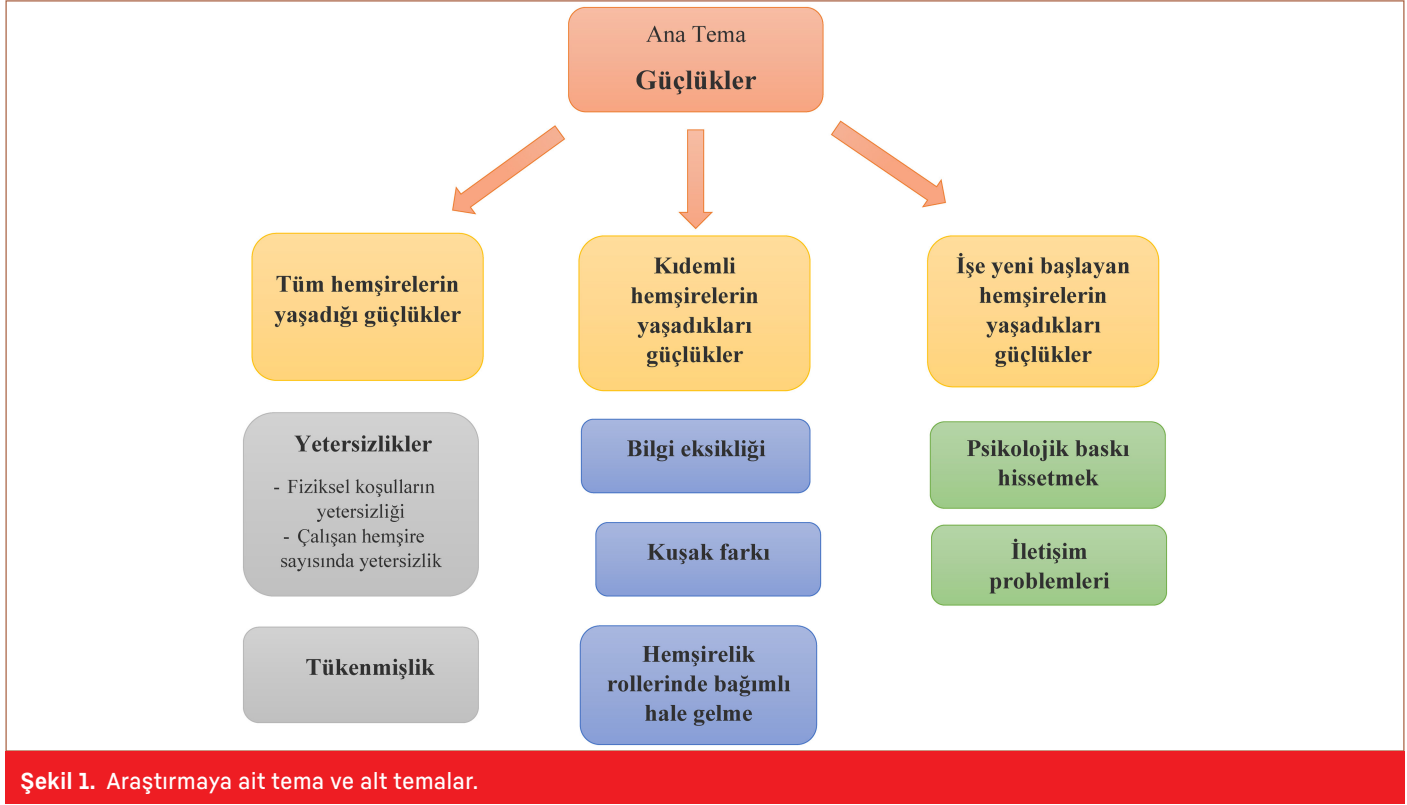 Ana Tema
Güçlükler
Tüm hemşirelerin
yaşadığı güçlükler
Yetersizlikler
- Fiziksel koşulların
yetersizliği
- Çalışan hemşire
sayısında yetersizlik
Tükenmişlik
Kıdemli
hemşirelerin
yaşadıkları
güçlükler
Bilgi eksikliği
Kuşak farkı
Hemşirelik
rollerinde bağımlı
hale gelme
İşe yeni başlayan
hemşirelerin
yaşadıkları
güçlükler
Psikolojik baskı
hissetmek
İletişim
problemleri
Şekil 1. Araştırmaya ait tema ve alt temalar.